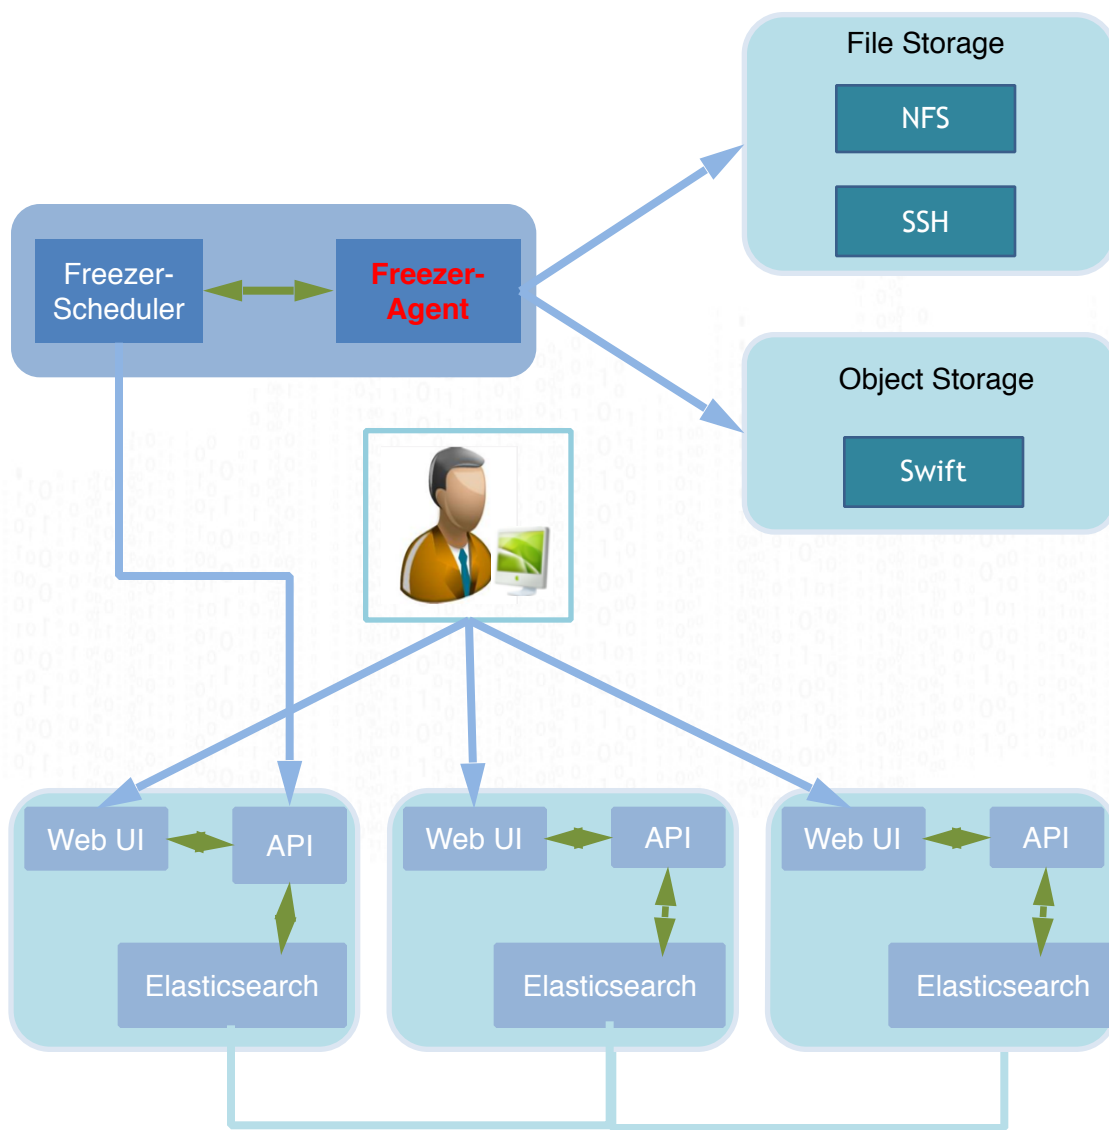 File Storage
NFS
SSH
Freezer-
Scheduler
Freezer-
Agent
Object Storage
Swift
Web UI
API
Elasticsearch
Web UI
API
Elasticsearch
Web UI
API
Elasticsearch